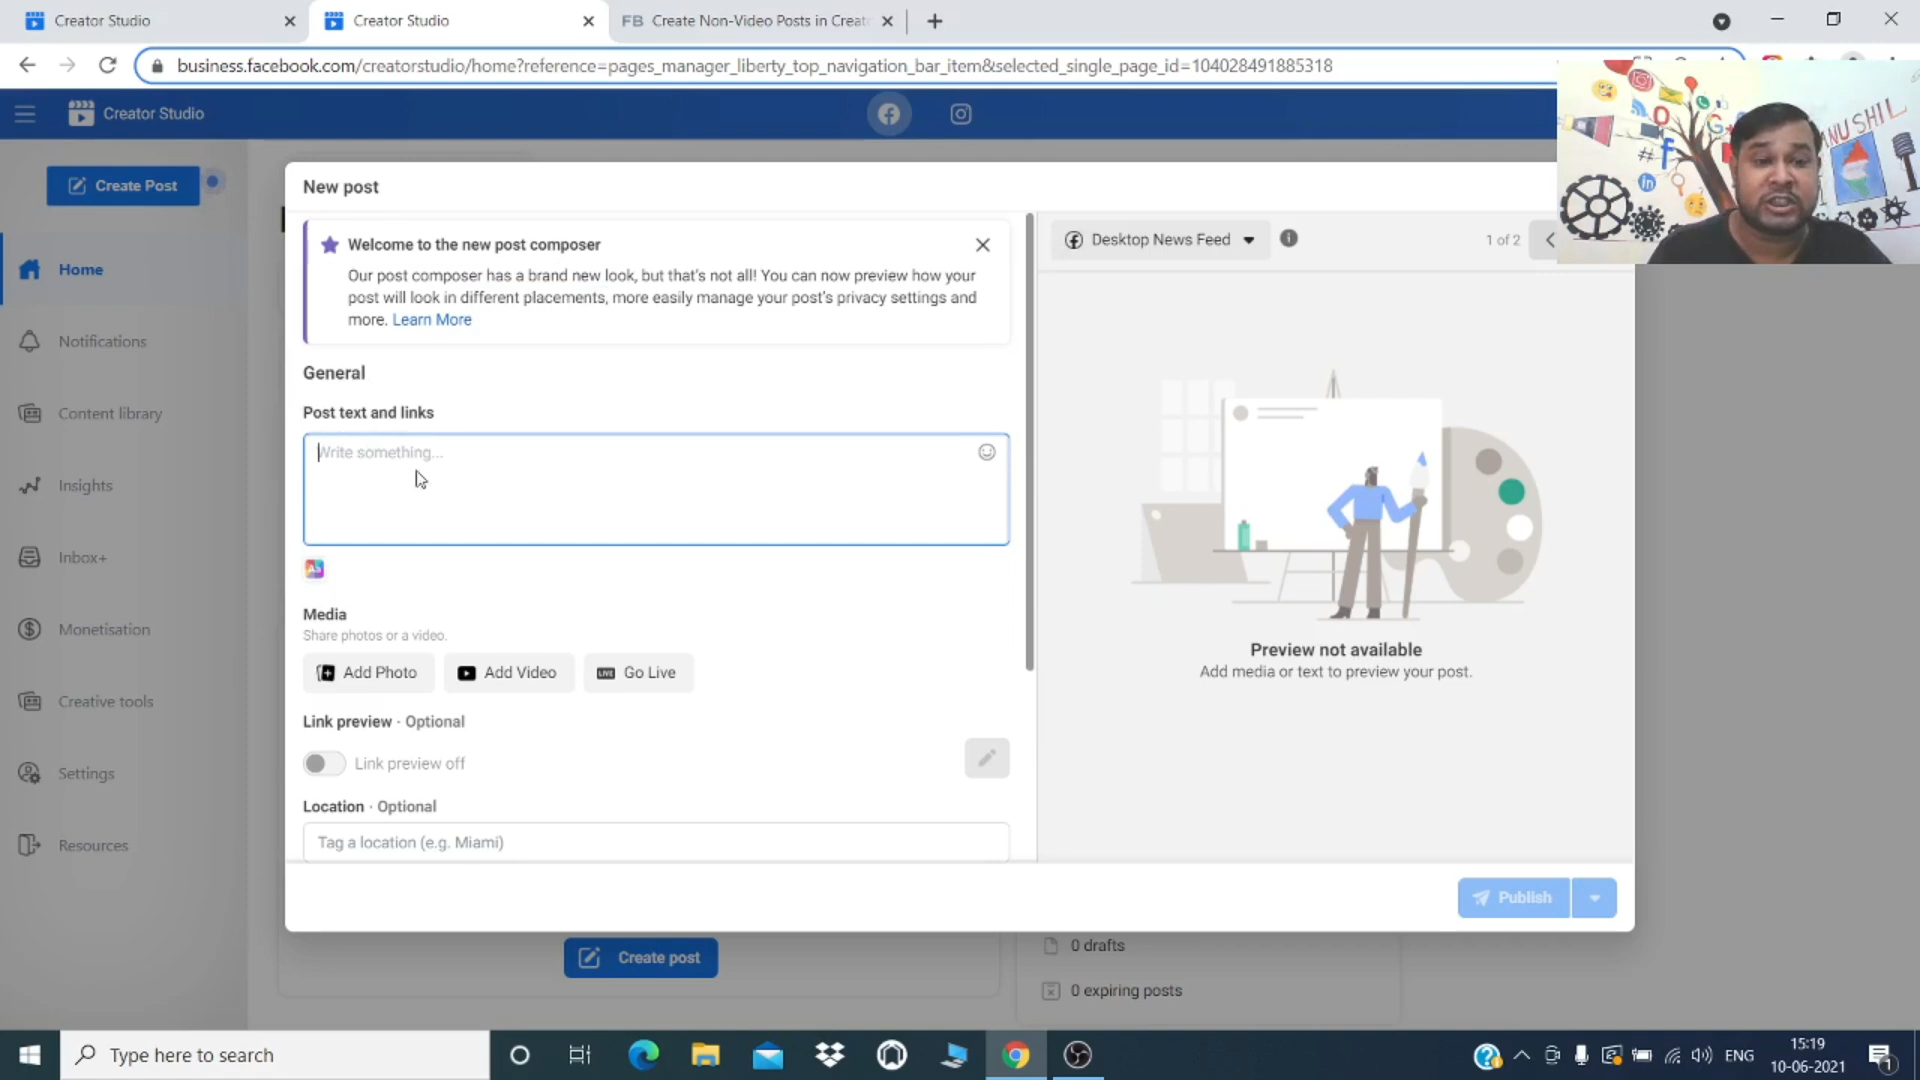 Creator Studio
Creator Studio
FB Create Non-Video Posts in Creat
business.facebook.com/creatorstudio/home?reference=pages_manager_liberty_top_navigation_bar_item&selected_single_page_id=104028491885318
Creator Studio
ANUSHIL
Create Post
New post
Welcome to the new post composer
Our post composer has a brand new look, but that's not all! You can now preview how your
post will look in different placements, more easily manage your post's privacy settings and
more. Learn More
Desktop News Feed
1 of 2
Home
Notifications
Content library
Insights
Inbox+
Monetisation
Creative tools
Settings
Resources
General
Post text and links
Write something...
Media
Share photos or a video.
Add Photo
Add Video
LIVE Go Live
Link preview · Optional
Link preview off
Location · Optional
Tag a location (e.g. Miami)
Preview not available
Add media or text to preview your post.
Publish
Create post
0 drafts
0 expiring posts
Type here to search
ENG
15:19
10-06-2021
1